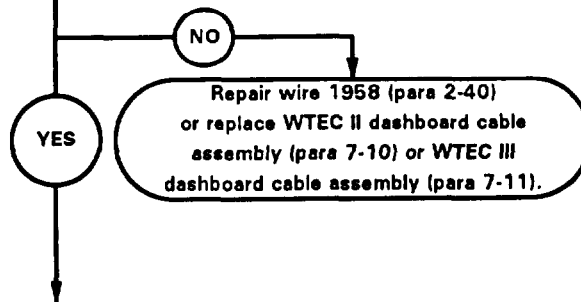 NO
YES
Repair wire 1958 (para 2-40)
or replace WTEC II dashboard cable
assembly (para 7-10) or WTEC III
dashboard cable assembly (para 7-11).